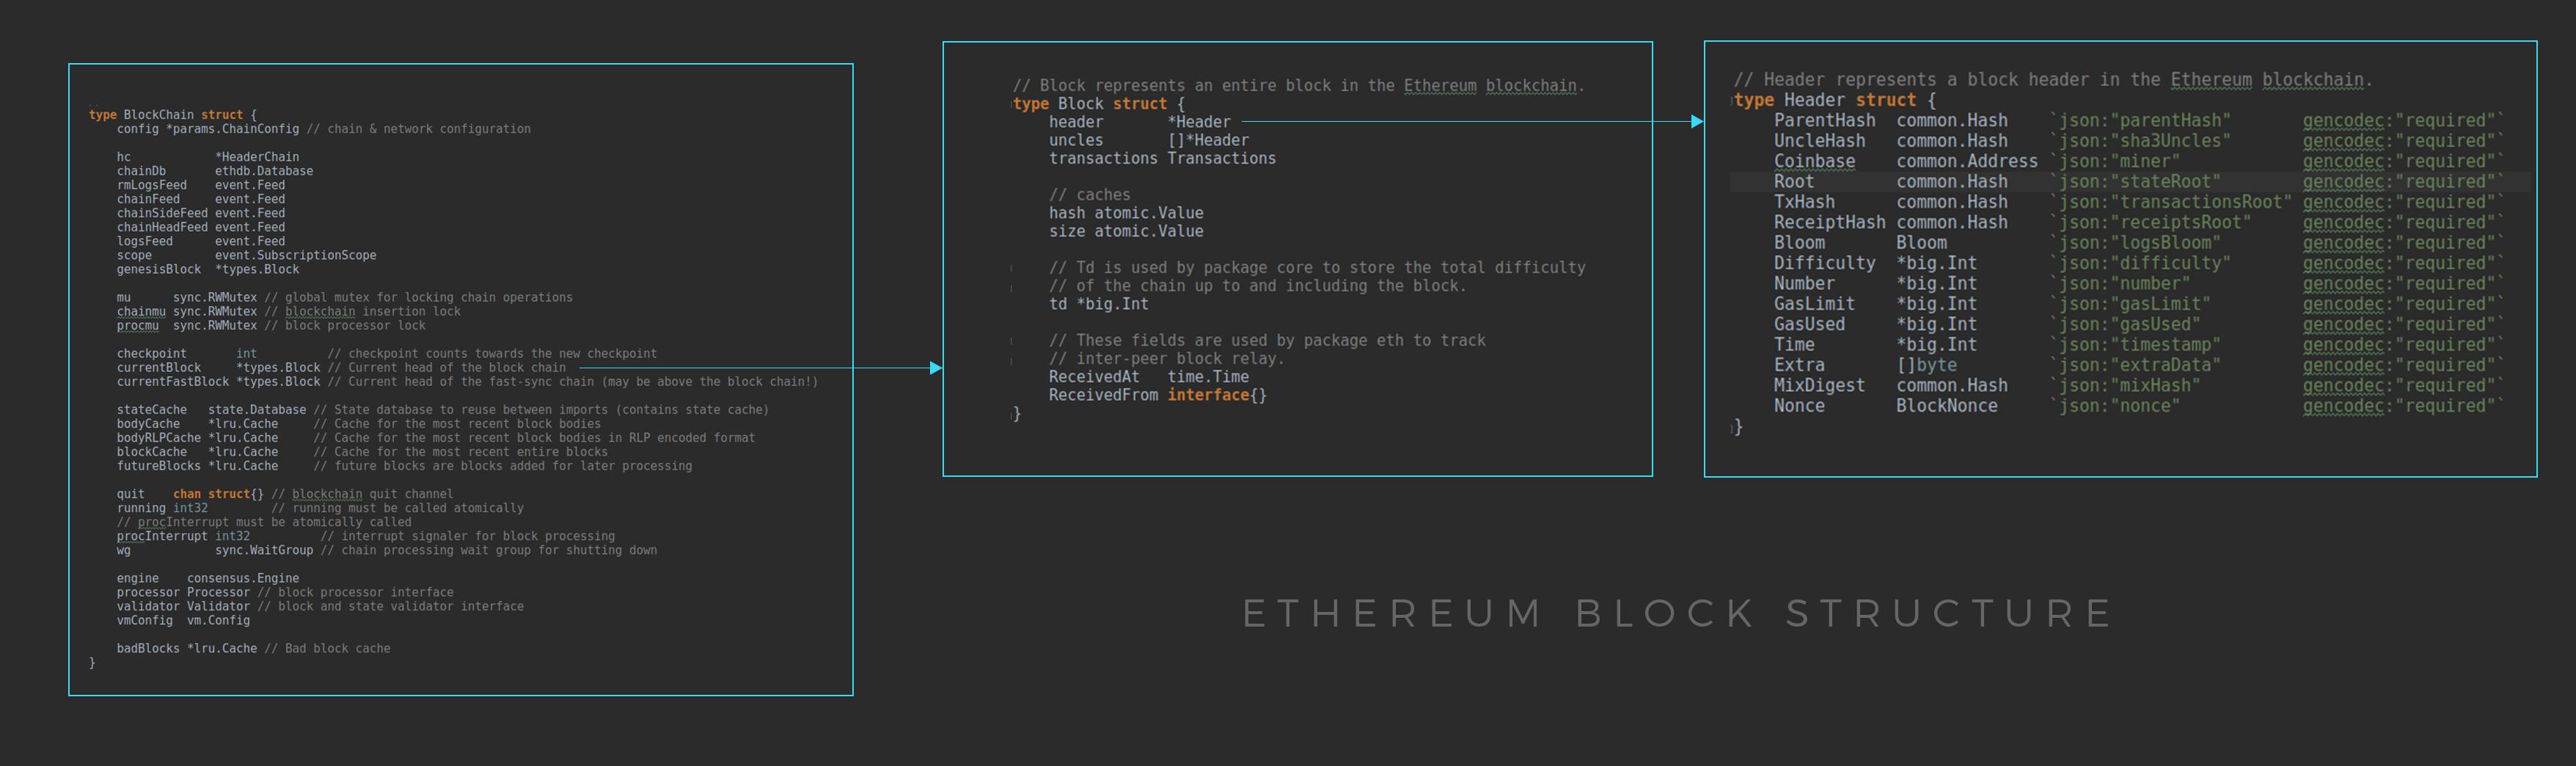 type BlockChain struct {
config *params.ChainConfig // chain & network configuration
hc *HeaderChain
chainDb ethdb.Database
rmLogsFeed event.Feed
chainFeed event.Feed
chainSideFeed event.Feed
chainHeadFeed event.Feed
logsFeed event.Feed
scope event.SubscriptionScope
genesisBlock *types.Block
mu sync.RWMutex // global mutex for locking chain operations
chainmu sync.RWMutex // blockchain insertion lock
procmu sync.RWMutex // block processor lock
checkpoint int // checkpoint counts towards the new checkpoint
currentBlock *types.Block // Current head of the block chain
currentFastBlock *types.Block // Current head of the fast-sync chain (may be above the block chain!)
stateCache state.Database // State database to reuse between imports (contains state cache)
bodyCache *lru.Cache // Cache for the most recent block bodies
bodyRLPCache *lru.Cache // Cache for the most recent block bodies in RLP encoded format
blockCache *lru.Cache // Cache for the most recent entire blocks
futureBlocks *lru.Cache // future blocks are blocks added for later processing
quit chan struct{} // blockchain quit channel
running int32 // running must be called atomically
// procInterrupt must be atomically called
procInterrupt int32 // interrupt signaler for block processing
wg sync.WaitGroup // chain processing wait group for shutting down
engine consensus.Engine
processor Processor // block processor interface
validator Validator // block and state validator interface
vmConfig vm.Config
badBlocks *lru.Cache // Bad block cache
}
// Block represents an entire block in the Ethereum blockchain.
type Block struct {
header *Header
uncles []*Header
transactions Transactions
// caches
hash atomic.Value
size atomic.Value
// Td is used by package core to store the total difficulty
// of the chain up to and including the block.
td *big.Int
// These fields are used by package eth to track
// inter-peer block relay.
ReceivedAt time.Time
ReceivedFrom interface{}
}
// Header represents a block header in the Ethereum blockchain.
type Header struct {
ParentHash common.Hash `json:"parentHash" gencodec:"required"`
UncleHash common.Hash `json:"sha3Uncles" gencodec:"required"`
Coinbase common.Address `json:"miner" gencodec:"required"`
Root common.Hash `json:"stateRoot" gencodec:"required"`
TxHash common.Hash `json:"transactionsRoot" gencodec:"required"`
ReceiptHash common.Hash `json:"receiptsRoot" gencodec:"required"`
Bloom Bloom `json:"logsBloom" gencodec:"required"`
Difficulty *big.Int `json:"difficulty" gencodec:"required"`
Number *big.Int `json:"number" gencodec:"required"`
GasLimit *big.Int `json:"gasLimit" gencodec:"required"`
GasUsed *big.Int `json:"gasUsed" gencodec:"required"`
Time *big.Int `json:"timestamp" gencodec:"required"`
Extra []byte `json:"extraData" gencodec:"required"`
MixDigest common.Hash `json:"mixHash" gencodec:"required"`
Nonce BlockNonce `json:"nonce" gencodec:"required"`
}
ETHEREUM BLOCK STRUCTURE